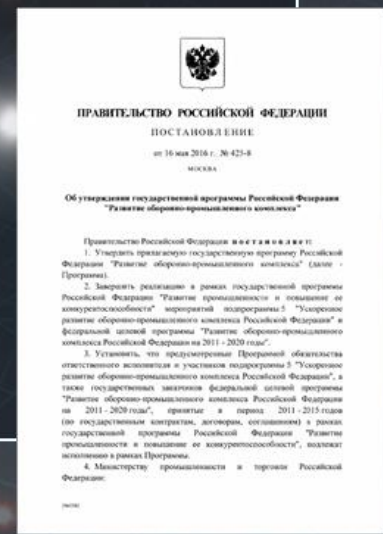 ПРАВИТЕЛЬСТВО РОССИЙСКОЙ ФЕДЕРАЦИИ
ПОСТАНОВЛЕНИЕ
от 16 мая 2016 г. № 425-8
МОСКВА
Об утверждении государственной программы Российской Федерации
"Развитие оборонно-промышленного комплекса"
Правительство Российской Федерации постановляет:
1. Утвердить прилагаемую государственную программу Российской
Федерации "Развитие оборонно-промышленного комплекса" (далее -
Программа).
2. Завершить реализацию в рамках государственной программы
Российской Федерации "Развитие промышленности и повышение ее
конкурентоспособности" мероприятий подпрограммы 5 "Ускоренное
развитие оборонно-промышленного комплекса Российской Федерации" и
федеральной целевой программы "Развитие оборонно-промышленного
комплекса Российской Федерации на 2011 - 2020 годы".
3. Установить, что предусмотренные Программой обязательства
ответственного исполнителя и участников подпрограммы 5 "Ускоренное
развитие оборонно-промышленного комплекса Российской Федерации", а
также государственных заказчиков федеральной целевой программы
"Развитие оборонно-промышленного комплекса Российской Федерации
на 2011 - 2020 годы", принятые в период 2011 - 2015 годов
(по государственным контрактам, договорам, соглашениям) в рамках
государственной программы Российской Федерации "Развитие
промышленности и повышение ее конкурентоспособности", подлежат
исполнению в рамках Программы.
4. Министерству промышленности и торговли Российской
Федерации: